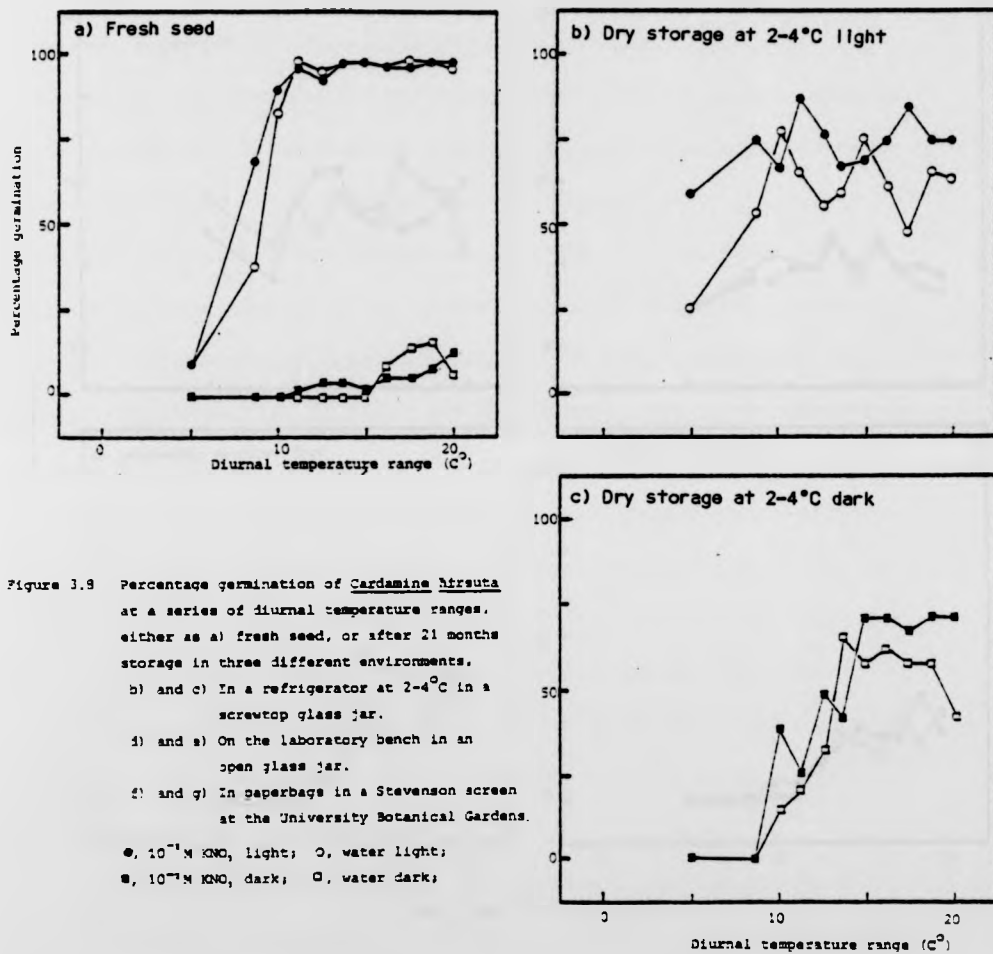 a) Fresh seed
100
50
0
Percentage germination
0 10 20
Diurnal temperature range (C°)
b) Dry storage at 2-4°C light
100
50
0
c) Dry storage at 2-4°C dark
100
50
0
0 10 20
Diurnal temperature range (C°)
Figure 3.9 Percentage germination of Cardamine hirsuta
at a series of diurnal temperature ranges,
either as a) fresh seed, or after 21 months
storage in three different environments.
b) and c) In a refrigerator at 2-4°C in a
screwtop glass jar.
d) and e) On the laboratory bench in an
open glass jar.
f) and g) In paperbags in a Stevenson screen
at the University Botanical Gardens.
●, 10⁻¹M KNO₃ light; ○, water light;
■, 10⁻¹M KNO₃ dark; □, water dark;